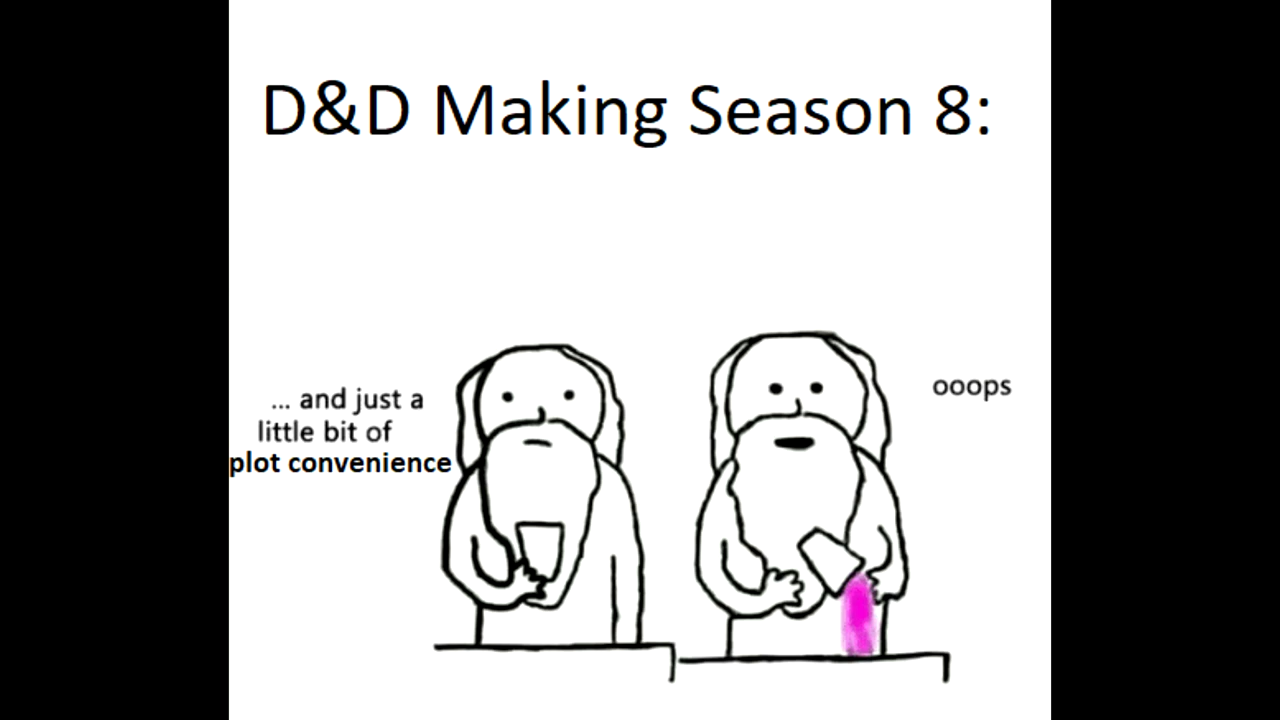 D&D Making Season 8:
... and just a
little bit of
plot convenience
ooops